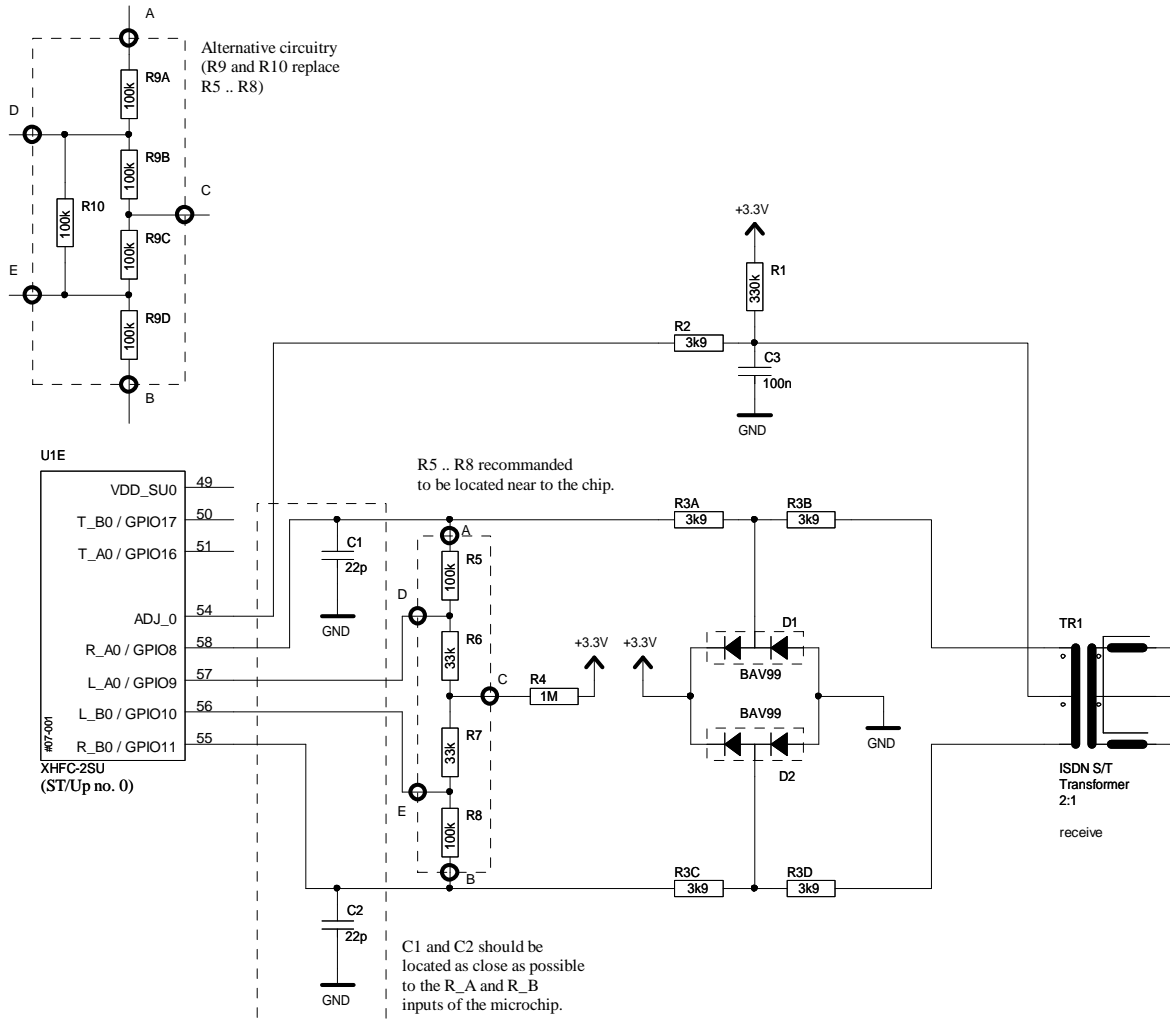 A
Alternative circuitry
(R9 and R10 replace
R5 .. R8)
R9A
100k
D
R9B
100k
C
R10
100k
R9C
100k
E
R9D
100k
B
+3.3V
R1
330k
R2
3k9
C3
100n
GND
U1E
VDD_SU0
49
T_B0 / GPIO17
50
T_A0 / GPIO16
51
ADJ_0
54
R_A0 / GPIO8
58
L_A0 / GPIO9
57
L_B0 / GPIO10
56
R_B0 / GPIO11
55
#07-001
XHFC-2SU
(ST/Up no. 0)
R5 .. R8 recommanded
to be located near to the chip.
C1
22p
GND
A
R5
100k
D
R6
33k
C
R4
1M
+3.3V
+3.3V
R7
33k
E
R8
100k
B
R3A
3k9
R3B
3k9
D1
BAV99
BAV99
D2
GND
R3C
3k9
R3D
3k9
TR1
ISDN S/T
Transformer
2:1
receive
C2
22p
GND
C1 and C2 should be
located as close as possible
to the R_A and R_B
inputs of the microchip.